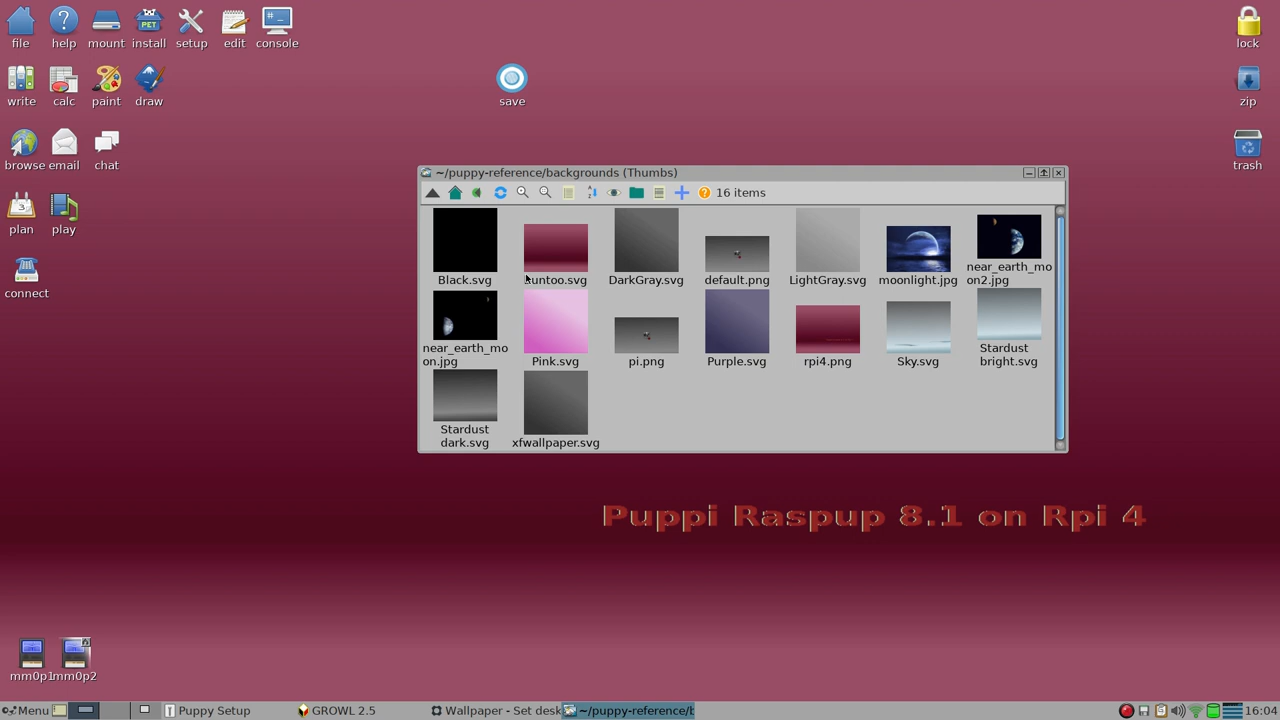 file help mount install setup edit console lock
write calc paint draw save zip
browse email chat trash
plan play
connect
~/puppy-reference/backgrounds (Thumbs)
16 items
Black.svg untoo.svg DarkGray.svg default.png LightGray.svg moonlight.jpg near_earth_mo
on2.jpg
near_earth_mo
on.jpg
Pink.svg pi.png Purple.svg rpi4.png Sky.svg Stardust
bright.svg
Stardust
dark.svg
xfwallpaper.svg
Puppi Raspup 8.1 on Rpi 4
mm0p1 mm0p2
Menu Puppy Setup GROWL 2.5 Wallpaper - Set desk ~/puppy-reference/b 16:04